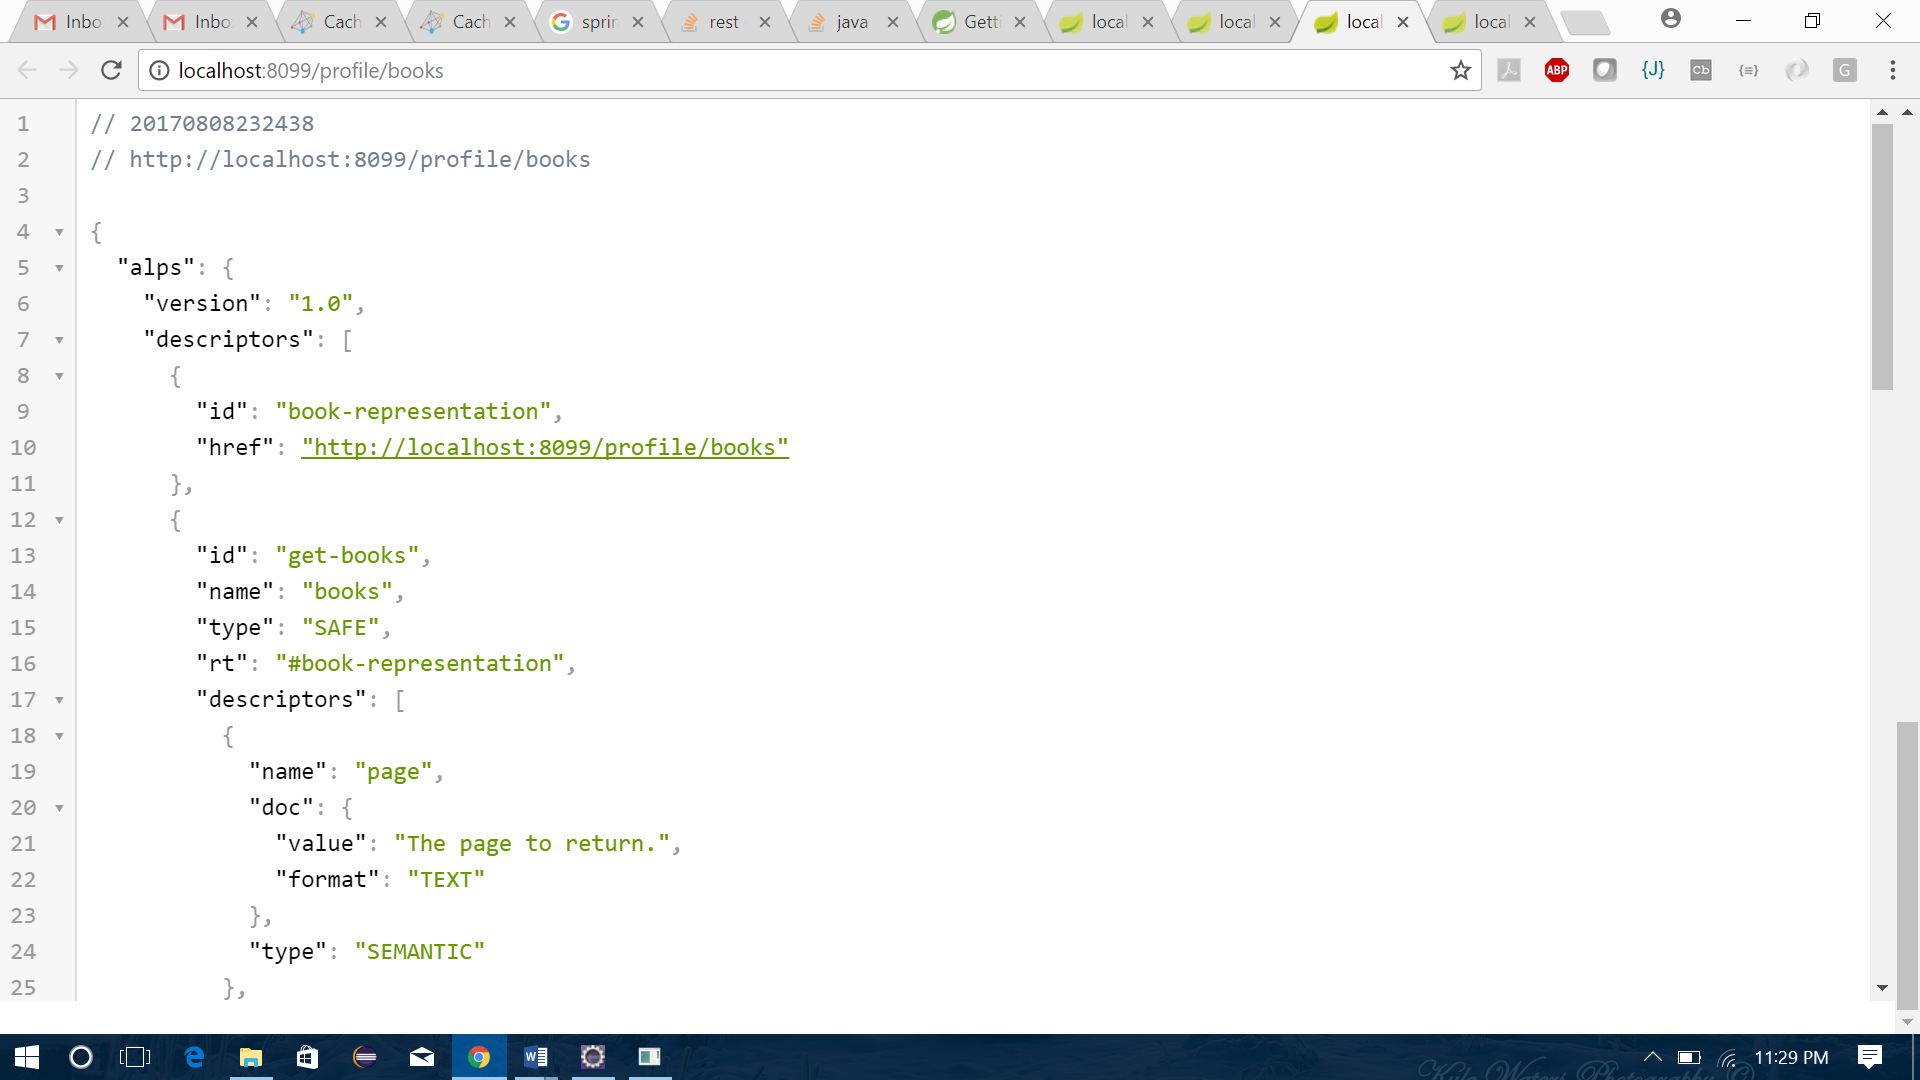 Inbo
Inbo
Cach
Cach
sprin
rest
java
Getti
local
local
local
local
localhost:8099/profile/books
ABP
{J}
Cb
{≡}
G
1 // 20170808232438
2 // http://localhost:8099/profile/books
3
4 {
5 "alps": {
6 "version": "1.0",
7 "descriptors": [
8 {
9 "id": "book-representation",
10 "href": "http://localhost:8099/profile/books"
11 },
12 {
13 "id": "get-books",
14 "name": "books",
15 "type": "SAFE",
16 "rt": "#book-representation",
17 "descriptors": [
18 {
19 "name": "page",
20 "doc": {
21 "value": "The page to return.",
22 "format": "TEXT"
23 },
24 "type": "SEMANTIC"
25 },
Kyle Waters Photography ©
11:29 PM